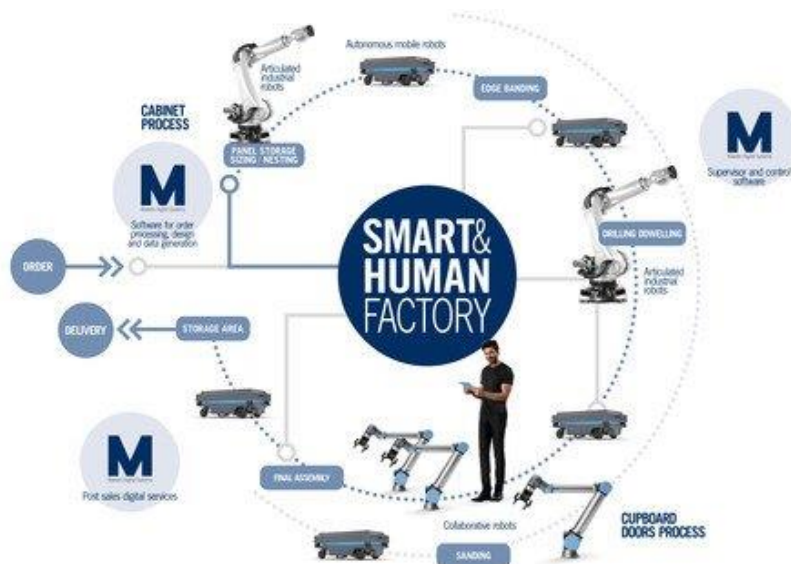 Autonomous mobile robots
Articulated
industrial
robots
EDGE BANDING
CABINET
PROCESS
PANEL STORAGE
SIZING / NESTING
M
Software for order
processing, design
and data generation
M
Supervisor and control
software
SMART&
HUMAN
FACTORY
DRILLING DOWELLING
Articulated
industrial
robots
ORDER
DELIVERY
STORAGE AREA
M
Post sales digital services
FINAL ASSEMBLY
Collaborative robots
SANDING
CUPBOARD
DOORS PROCESS